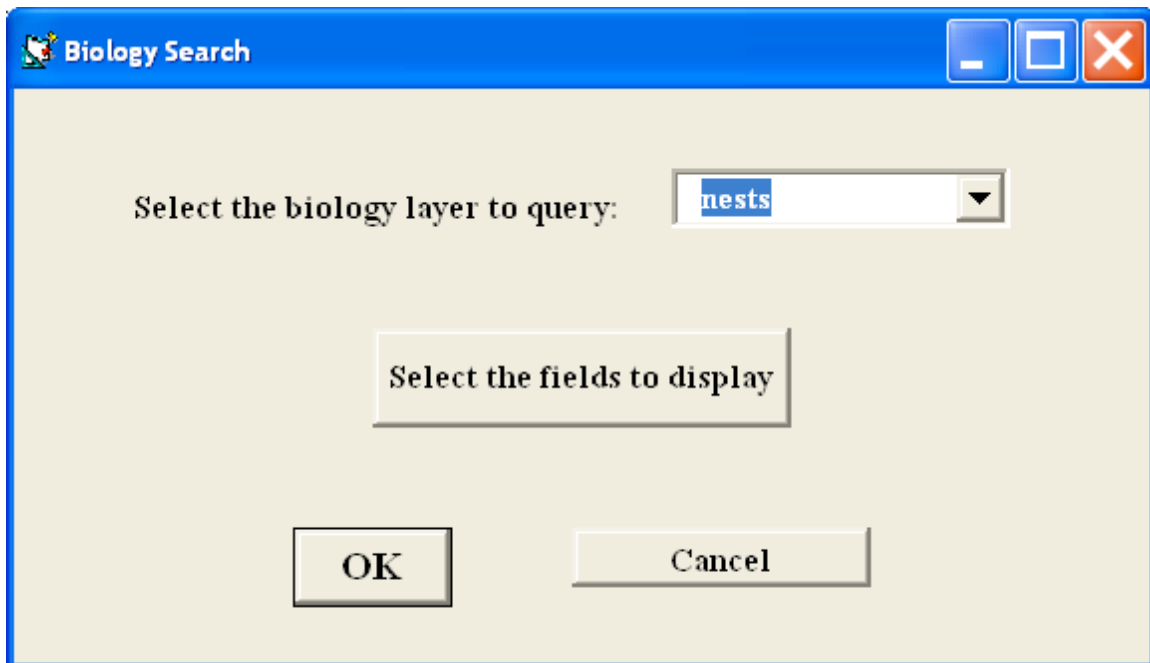 Biology Search
Select the biology layer to query: nests
Select the fields to display
OK Cancel